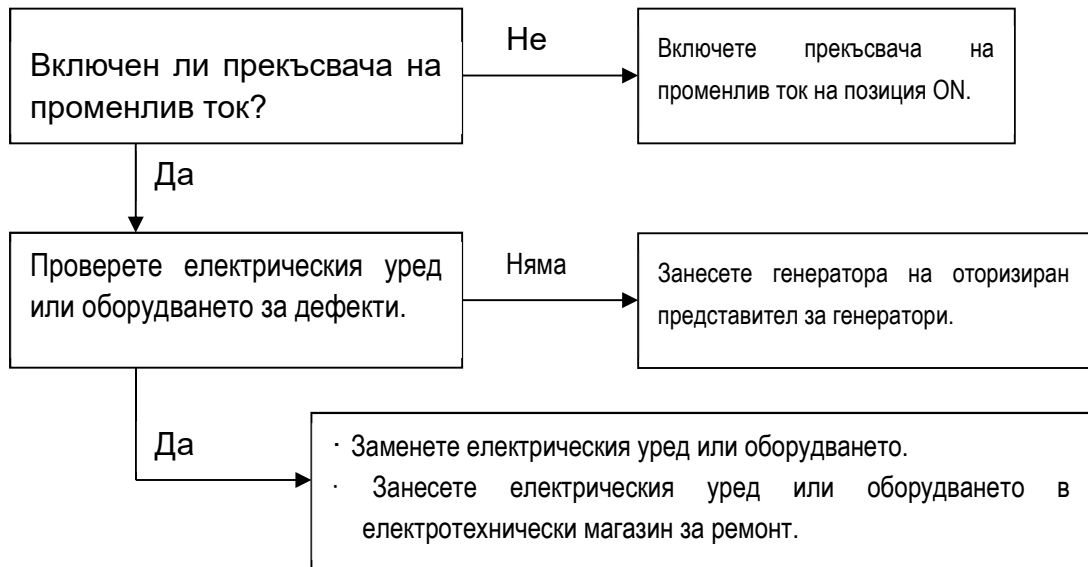 Включен ли прекъсвача на
променлив ток?
Не
Включете прекъсвача на
променлив ток на позиция ON.
Да
Проверете електрическия уред
или оборудването за дефекти.
Няма
Занесете генератора на оторизиран
представител за генератори.
Да
· Заменете електрическия уред или оборудването.
· Занесете електрическия уред или оборудването в
електротехнически магазин за ремонт.